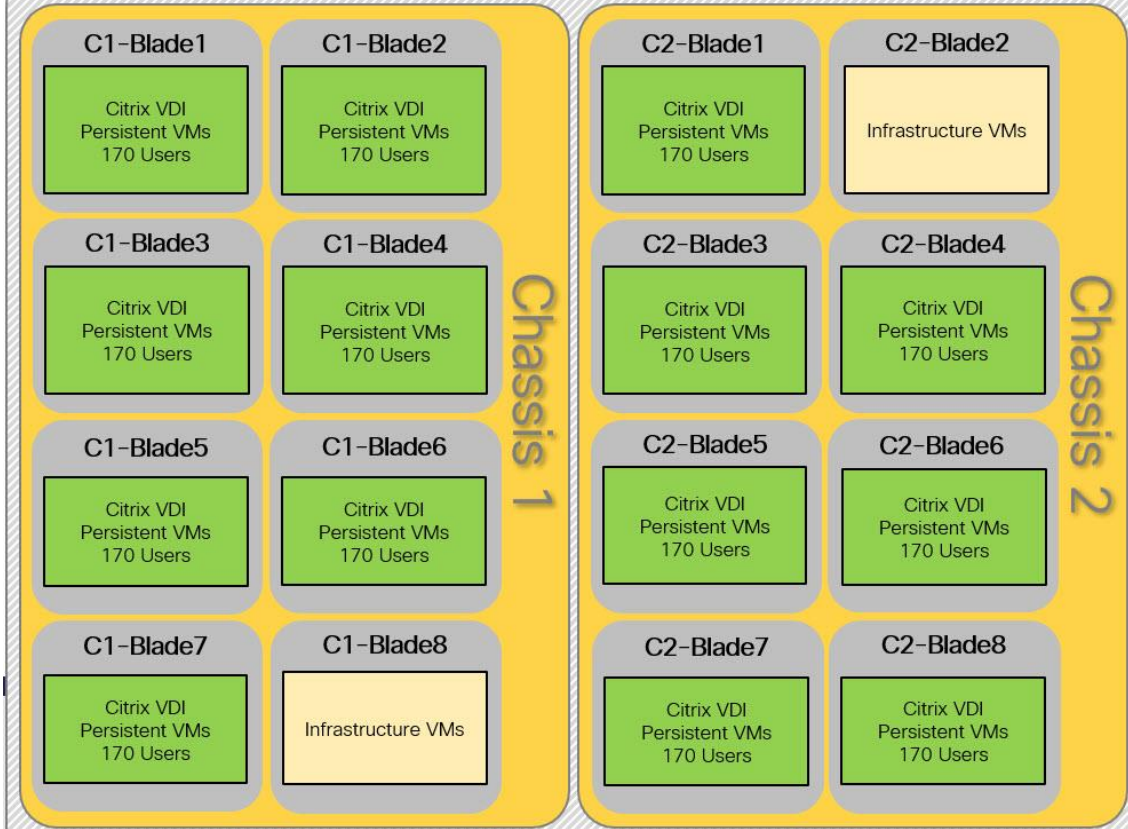 C1-Blade1
Citrix VDI
Persistent VMs
170 Users
C1-Blade2
Citrix VDI
Persistent VMs
170 Users
C1-Blade3
Citrix VDI
Persistent VMs
170 Users
C1-Blade4
Citrix VDI
Persistent VMs
170 Users
C1-Blade5
Citrix VDI
Persistent VMs
170 Users
C1-Blade6
Citrix VDI
Persistent VMs
170 Users
C1-Blade7
Citrix VDI
Persistent VMs
170 Users
C1-Blade8
Infrastructure VMs
Chassis 1
C2-Blade1
Citrix VDI
Persistent VMs
170 Users
C2-Blade2
Infrastructure VMs
C2-Blade3
Citrix VDI
Persistent VMs
170 Users
C2-Blade4
Citrix VDI
Persistent VMs
170 Users
C2-Blade5
Citrix VDI
Persistent VMs
170 Users
C2-Blade6
Citrix VDI
Persistent VMs
170 Users
C2-Blade7
Citrix VDI
Persistent VMs
170 Users
C2-Blade8
Citrix VDI
Persistent VMs
170 Users
Chassis 2